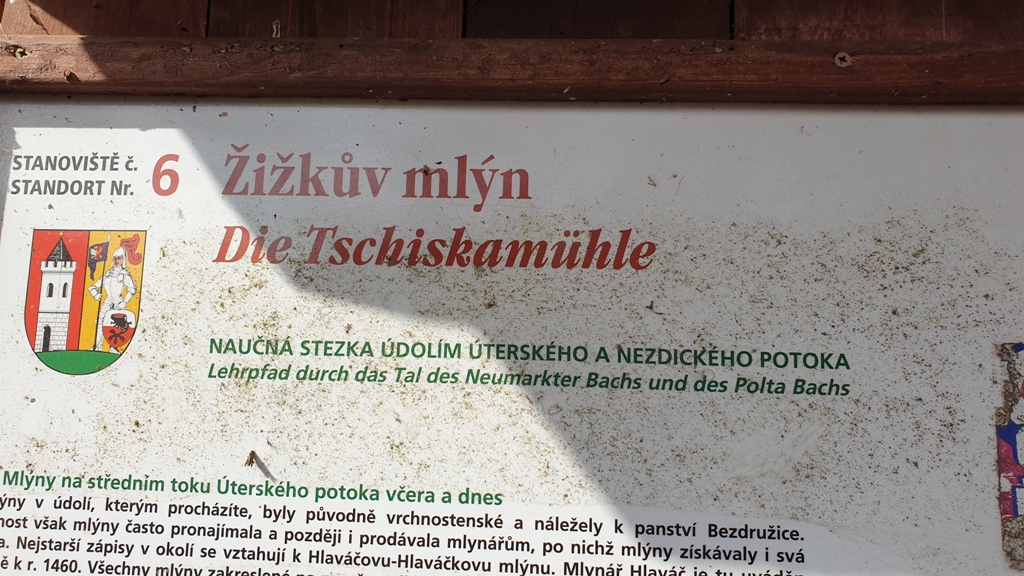 STANOVIŠTĚ č.
STANDORT Nr. 6
Žižkův mlýn
Die Tschiskamühle
NAUČNÁ STEZKA ÚDOLÍM ÚTERSKÉHO A NEZDICKÉHO POTOKA
Lehrpfad durch das Tal des Neumarkter Bachs und des Polta Bachs
Mlýny na středním toku Úterského potoka včera a dnes
v údolí, kterým procházíte, byly původně vrchnostenské a náležely k panství Bezdružice.
však mlýny často pronajímala a později i prodávala mlynářům, po nichž mlýny získávaly i svá
Nejstarší zápisy v okolí se vztahují k Hlaváčovu-Hlaváčkovu mlýnu. Mlynář Hlaváč je tu uváděn
k r. 1460. Všechny mlýny zakreslené